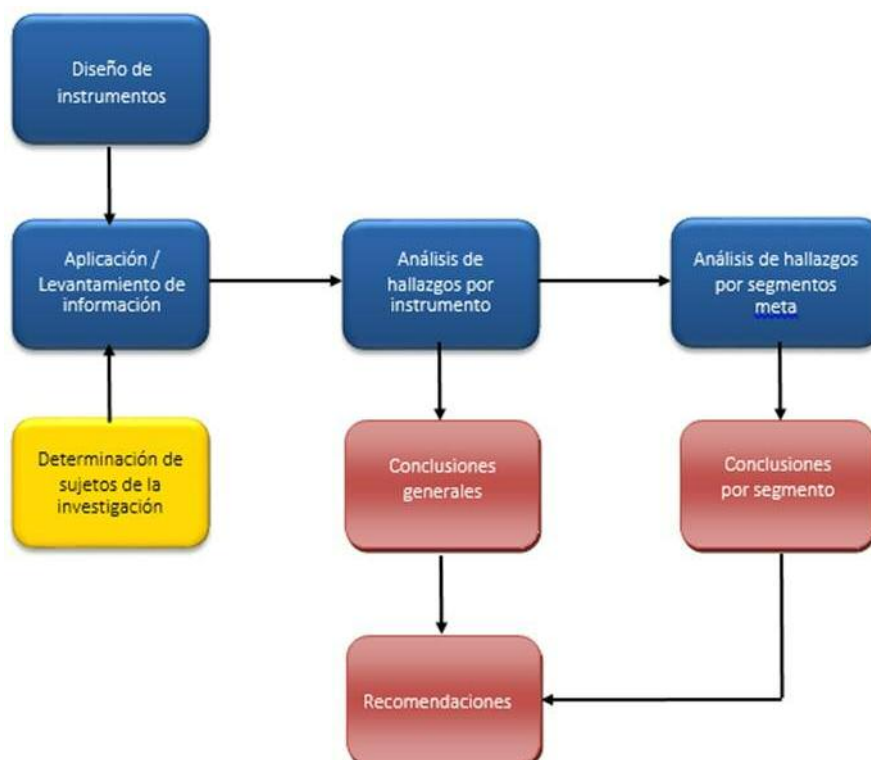 Diseño de
instrumentos
Aplicación /
Levantamiento de
información
Análisis de
hallazgos por
instrumento
Análisis de hallazgos
por segmentos
meta
Determinación de
sujetos de la
investigación
Conclusiones
generales
Conclusiones
por segmento
Recomendaciones